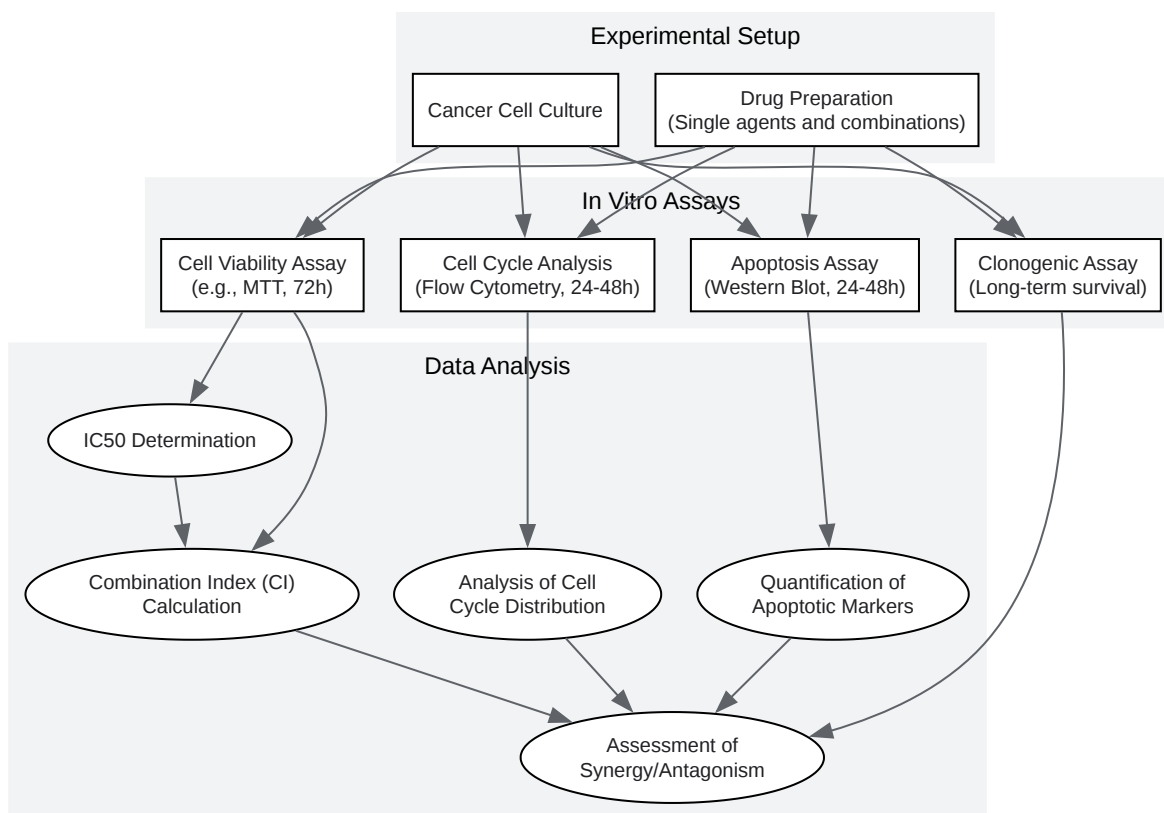 Experimental Setup
Cancer Cell Culture
Drug Preparation
(Single agents and combinations)
In Vitro Assays
Cell Viability Assay
(e.g., MTT, 72h)
Cell Cycle Analysis
(Flow Cytometry, 24-48h)
Apoptosis Assay
(Western Blot, 24-48h)
Clonogenic Assay
(Long-term survival)
Data Analysis
IC50 Determination
Combination Index (CI)
Calculation
Analysis of Cell
Cycle Distribution
Quantification of
Apoptotic Markers
Assessment of
Synergy/Antagonism